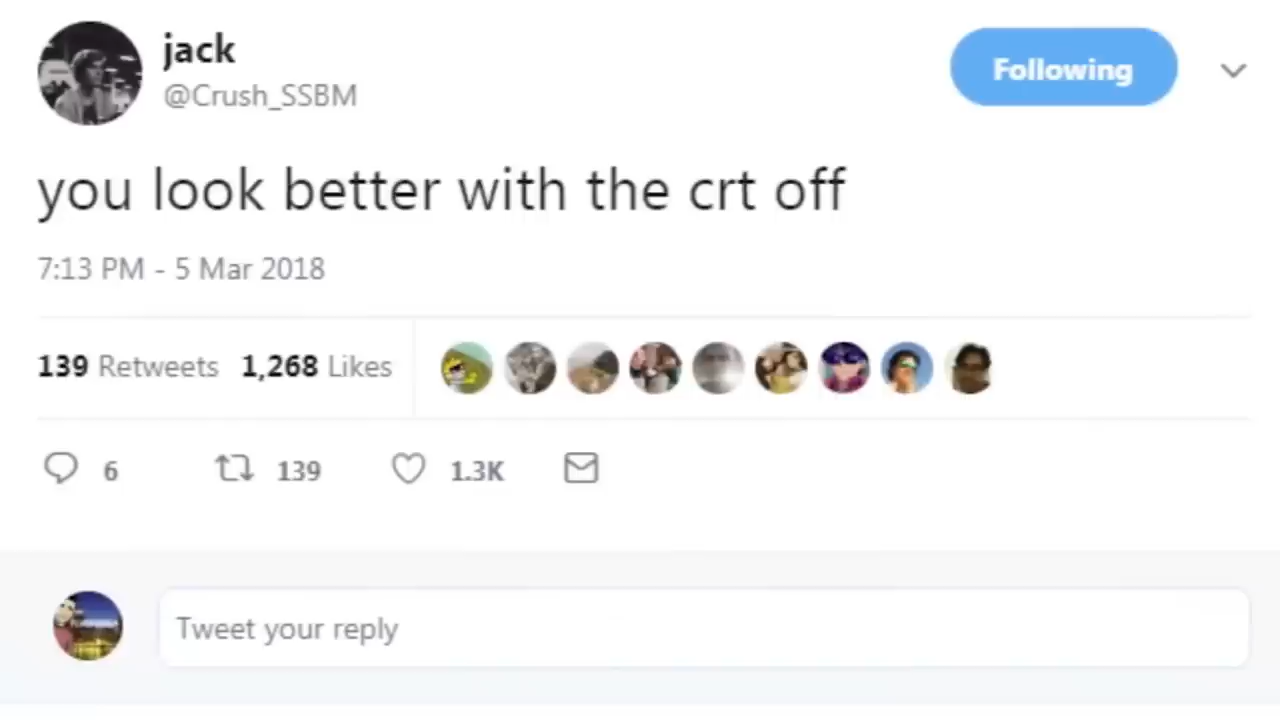 jack
@Crush_SSBM
Following
you look better with the crt off
7:13 PM - 5 Mar 2018
139 Retweets 1,268 Likes
6 139 1.3K
Tweet your reply